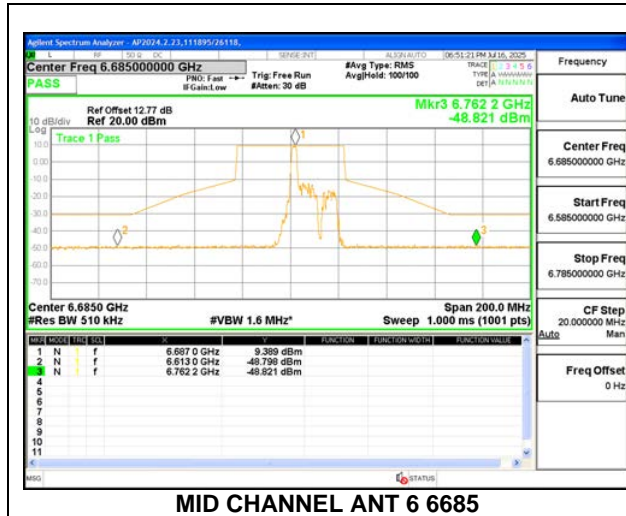 Agilent Spectrum Analyzer - AP2024.2.23,111895/26118,
L RF 50 Ω DC SENSE:INT ALIGN AUTO 06:51:21 PM Jul 16, 2025
Center Freq 6.685000000 GHz #Avg Type: RMS TRACE 1 2 3 4 5 6
PASS PNO: Fast Trig: Free Run Avg|Hold: 100/100 TYPE A
IFGain:Low #Atten: 30 dB DET A N N N N N
Mkr3 6.762 2 GHz
Ref Offset 12.77 dB
10 dB/div Ref 20.00 dBm -48.821 dBm
Log
Trace 1 Pass
10.0
0.00
-10.0
-20.0
-30.0
-40.0
-50.0
-60.0
-70.0
1
2
3
Center 6.6850 GHz Span 200.0 MHz
#Res BW 510 kHz #VBW 1.6 MHz* Sweep 1.000 ms (1001 pts)
MKR MODE TRC SCL X Y FUNCTION FUNCTION WIDTH FUNCTION VALUE
1 N 1 f 6.687 0 GHz 9.389 dBm
2 N 1 f 6.613 0 GHz -48.798 dBm
3 N 1 f 6.762 2 GHz -48.821 dBm
4
5
6
7
8
9
10
11
MSG STATUS
Frequency
Auto Tune
Center Freq
6.685000000 GHz
Start Freq
6.585000000 GHz
Stop Freq
6.785000000 GHz
CF Step
20.000000 MHz
Auto Man
Freq Offset
0 Hz
MID CHANNEL ANT 6 6685